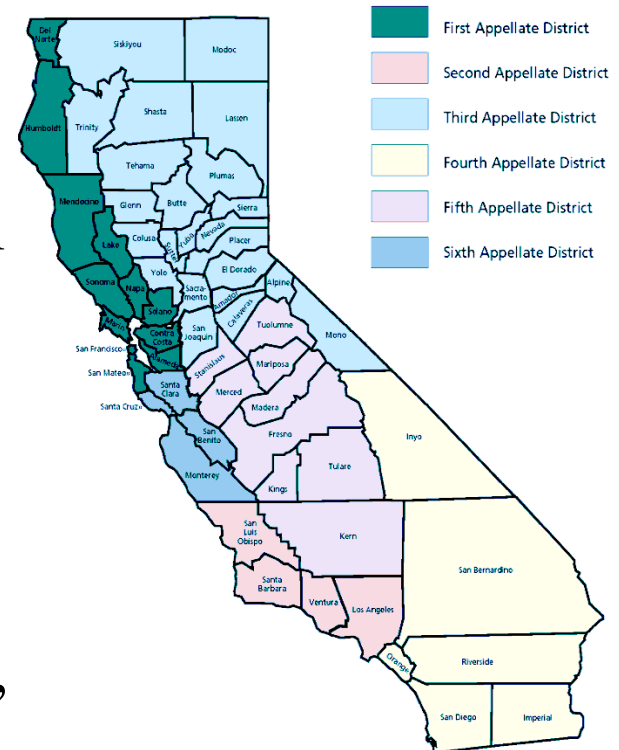 First Appellate District
Second Appellate District
Third Appellate District
Fourth Appellate District
Fifth Appellate District
Sixth Appellate District
Del
Norte
Siskiyou
Modoc
Humboldt
Trinity
Shasta
Lassen
Tehama
Plumas
Mendocino
Glenn
Butte
Sierra
Lake
Colusa
Sutter
Yuba
Nevada
Placer
Sonoma
Napa
Yolo
El Dorado
Alpine
Sacra-
mento
Amador
Solano
Marin
Calaveras
Contra
Costa
San
Joaquin
Tuolumne
Mono
San Francisco
Alameda
Stanislaus
Mariposa
San Mateo
Santa
Clara
Merced
Santa Cruz
Madera
San
Benito
Fresno
Inyo
Monterey
Kings
Tulare
San
Luis
Obispo
Kern
San Bernardino
Santa
Barbara
Ventura
Los Angeles
Orange
Riverside
San Diego
Imperial
,